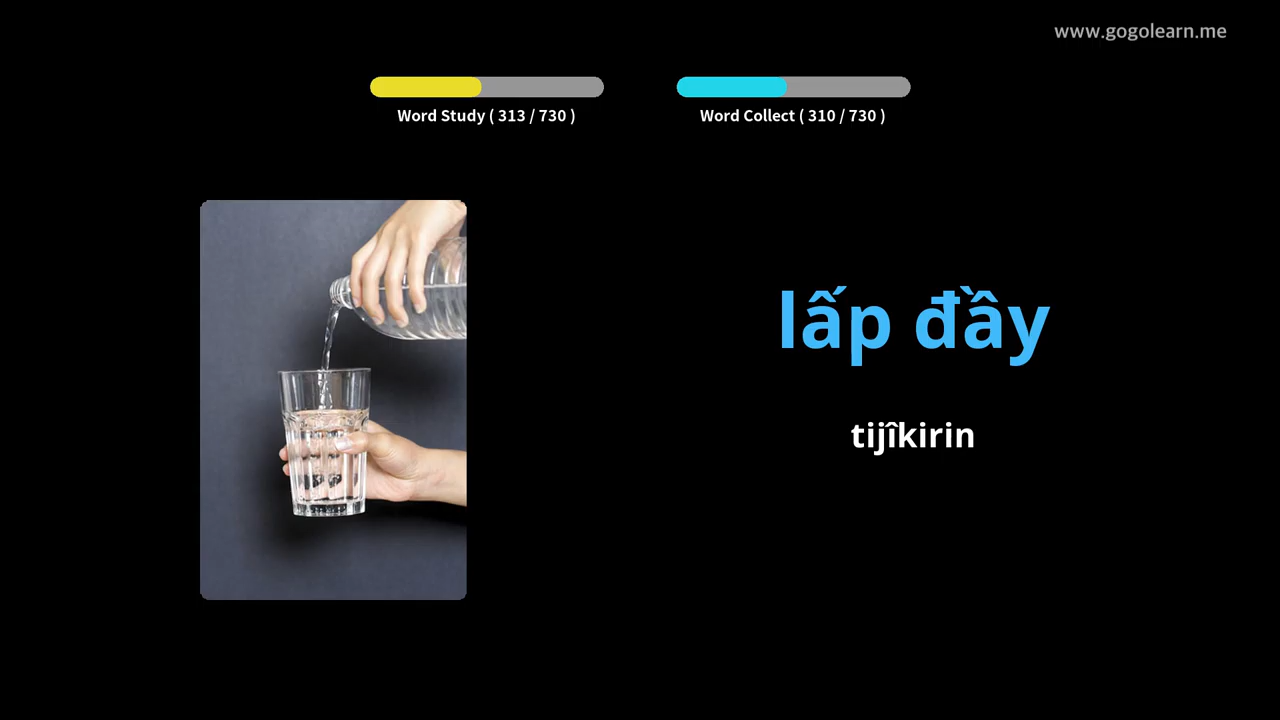 www.gogolearn.me
Word Study ( 313 / 730 )
Word Collect ( 310 / 730 )
lấp đầy
tijîkirin